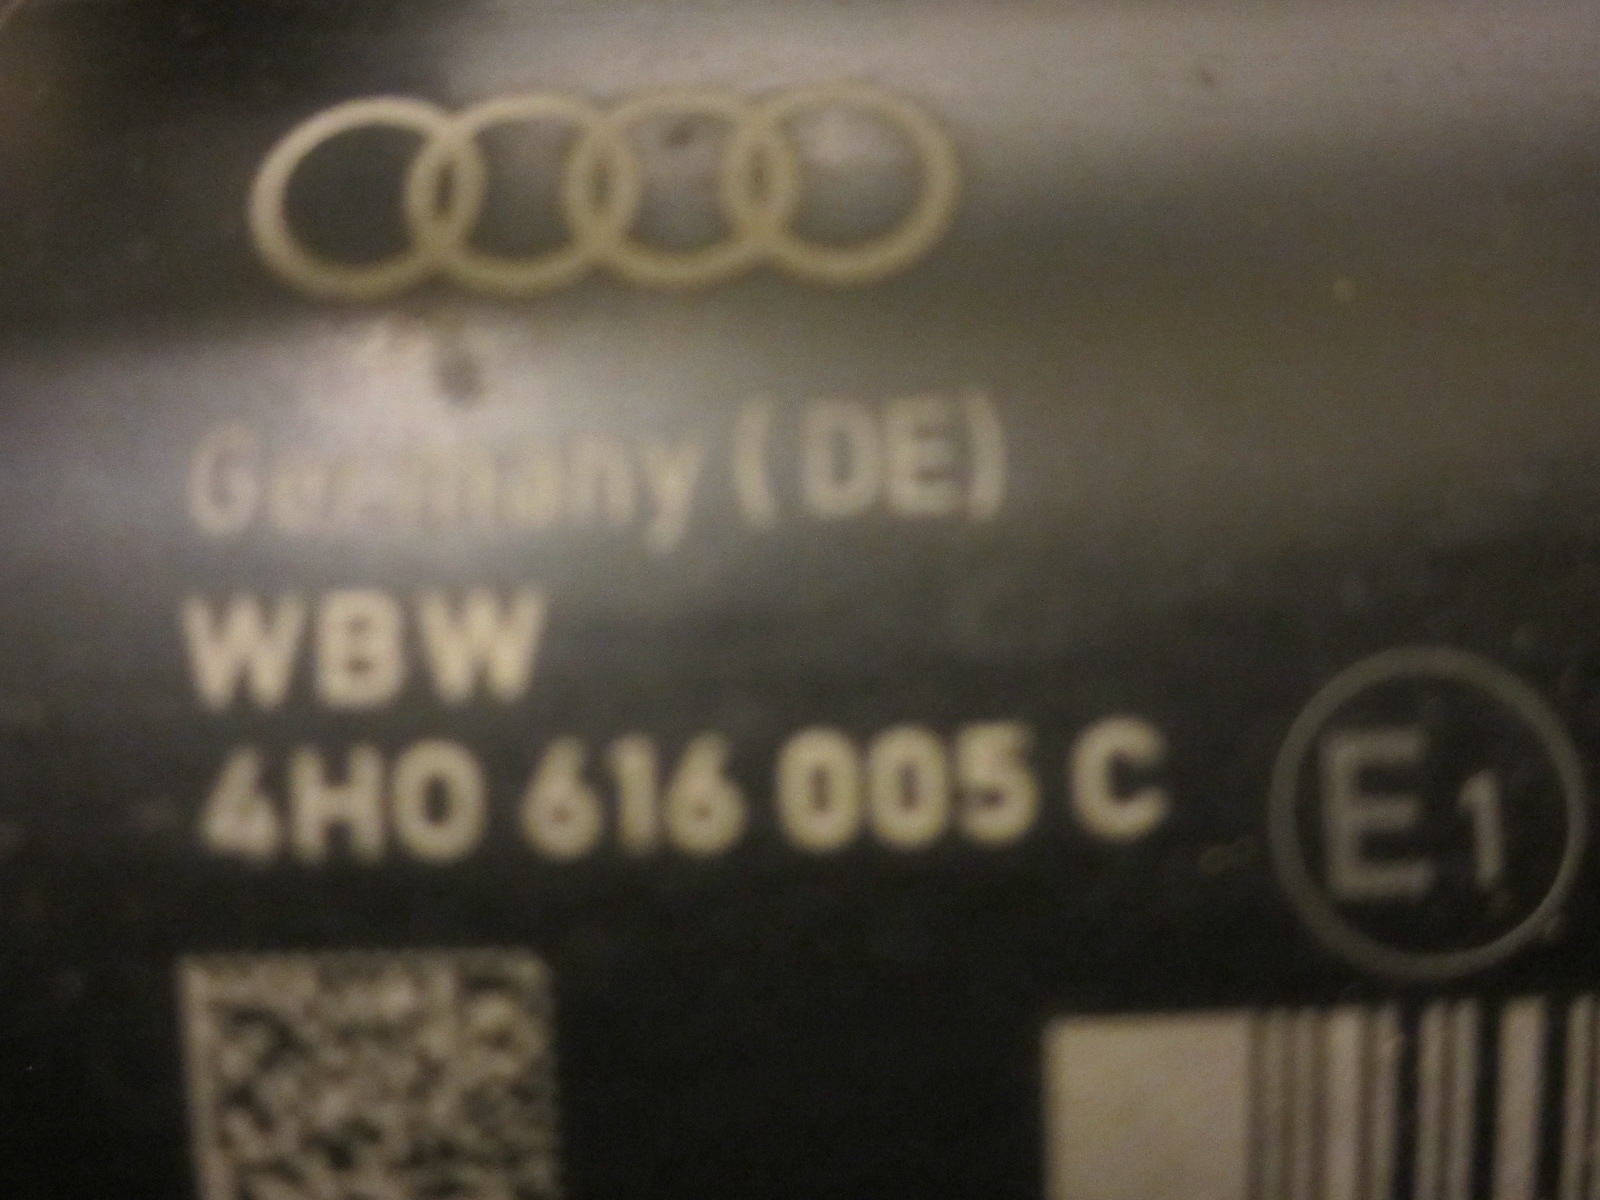 Germany (DE)
WBW
4H0 616 005 C
E1